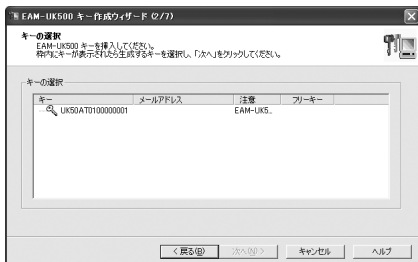 EAM-UK500 キー作成ウィザード (2/7)
キーの選択
EAM-UK500 キーを挿入してください。
枠内にキーが表示されたら生成するキーを選択し、「次へ」をクリックしてください。
キーの選択
キー メールアドレス 注意 フリーキー
UK50AT0100000001 EAM-UK5..
< 戻る(B) 次へ(N) > キャンセル ヘルプ